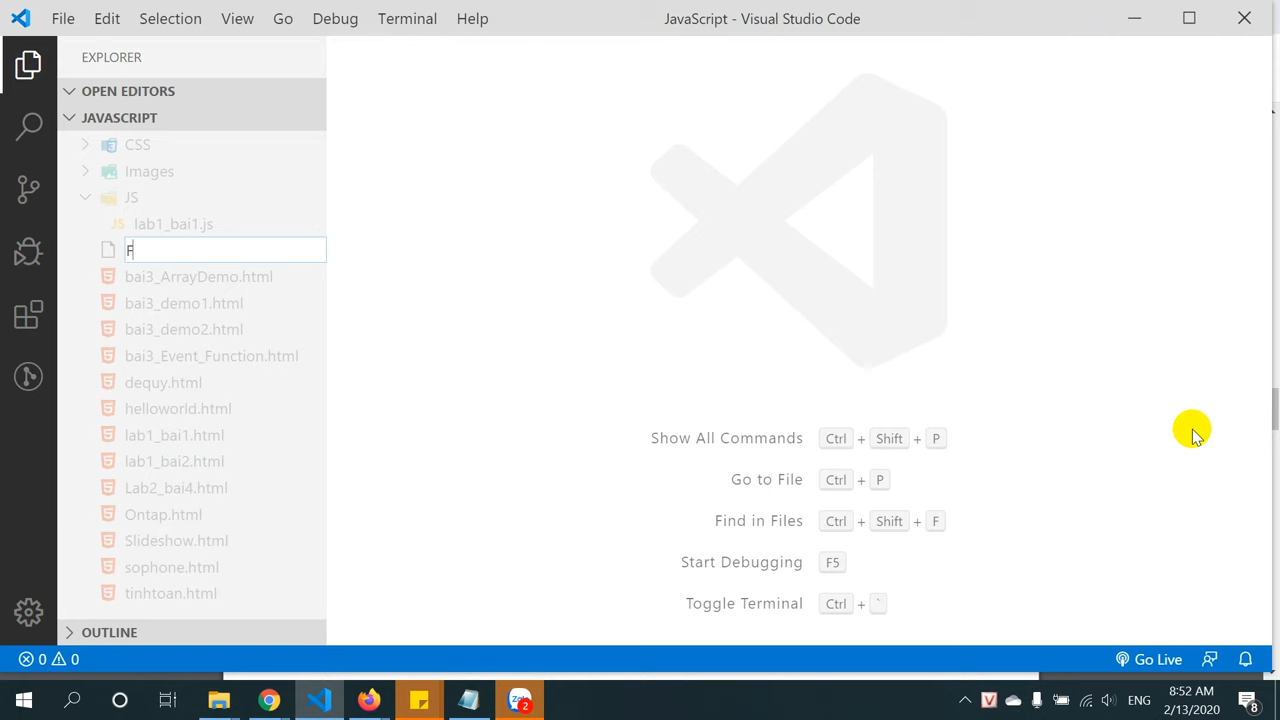 File Edit Selection View Go Debug Terminal Help JavaScript - Visual Studio Code
EXPLORER
OPEN EDITORS
JAVASCRIPT
CSS
Images
JS
JS lab1_bai1.js
F
bai3_ArrayDemo.html
bai3_demo1.html
bai3_demo2.html
bai3_Event_Function.html
dequy.html
helloworld.html
lab1_bai1.html
lab1_bai2.html
Lab2_bai4.html
Ontap.html
Slideshow.html
sophone.html
tinhtoan.html
OUTLINE
Show All Commands Ctrl + Shift + P
Go to File Ctrl + P
Find in Files Ctrl + Shift + F
Start Debugging F5
Toggle Terminal Ctrl + `
0 0 Go Live
Zalo 2 V ENG 8:52 AM 8
2/13/2020